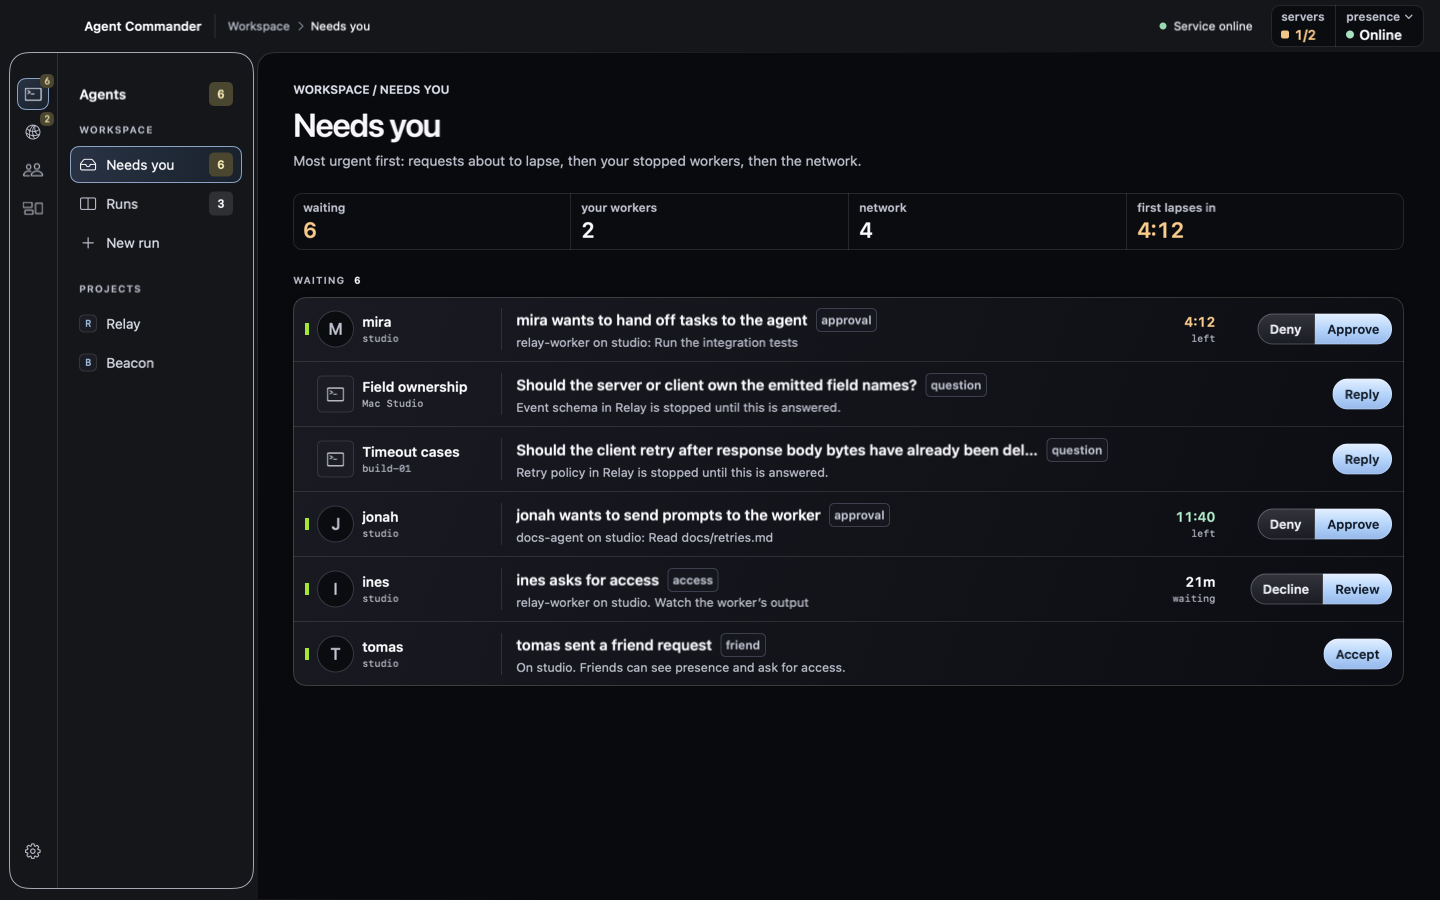 Agent Commander
Workspace
Needs you
Service online
servers
1/2
presence
Online
6
2
Agents
6
WORKSPACE
Needs you
6
Runs
3
New run
PROJECTS
R
Relay
B
Beacon
WORKSPACE / NEEDS YOU
Needs you
Most urgent first: requests about to lapse, then your stopped workers, then the network.
waiting
6
your workers
2
network
4
first lapses in
4:12
WAITING 6
M
mira
studio
mira wants to hand off tasks to the agent
approval
relay-worker on studio: Run the integration tests
4:12
left
Deny
Approve
Field ownership
Mac Studio
Should the server or client own the emitted field names?
question
Event schema in Relay is stopped until this is answered.
Reply
Timeout cases
build-01
Should the client retry after response body bytes have already been del...
question
Retry policy in Relay is stopped until this is answered.
Reply
J
jonah
studio
jonah wants to send prompts to the worker
approval
docs-agent on studio: Read docs/retries.md
11:40
left
Deny
Approve
I
ines
studio
ines asks for access
access
relay-worker on studio. Watch the worker’s output
21m
waiting
Decline
Review
T
tomas
studio
tomas sent a friend request
friend
On studio. Friends can see presence and ask for access.
Accept